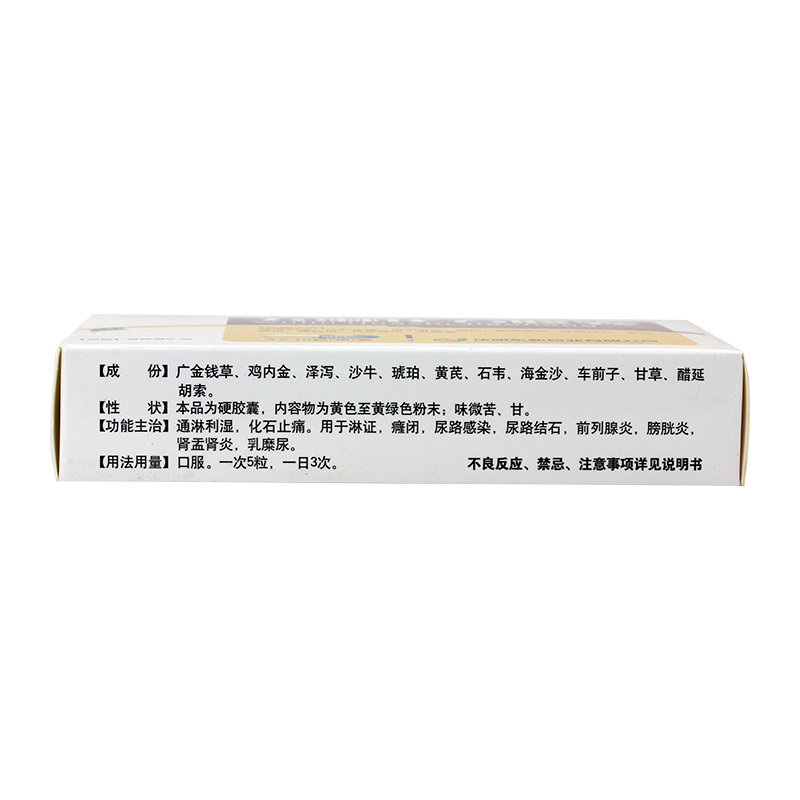 【成　份】广金钱草、鸡内金、泽泻、沙牛、琥珀、黄芪、石韦、海金沙、车前子、甘草、醋延
胡索。
【性　状】本品为硬胶囊，内容物为黄色至黄绿色粉末；味微苦、甘。
【功能主治】通淋利湿，化石止痛。用于淋证，癃闭，尿路感染，尿路结石，前列腺炎，膀胱炎，
肾盂肾炎，乳糜尿。
【用法用量】口服。一次5粒，一日3次。 不良反应、禁忌、注意事项详见说明书